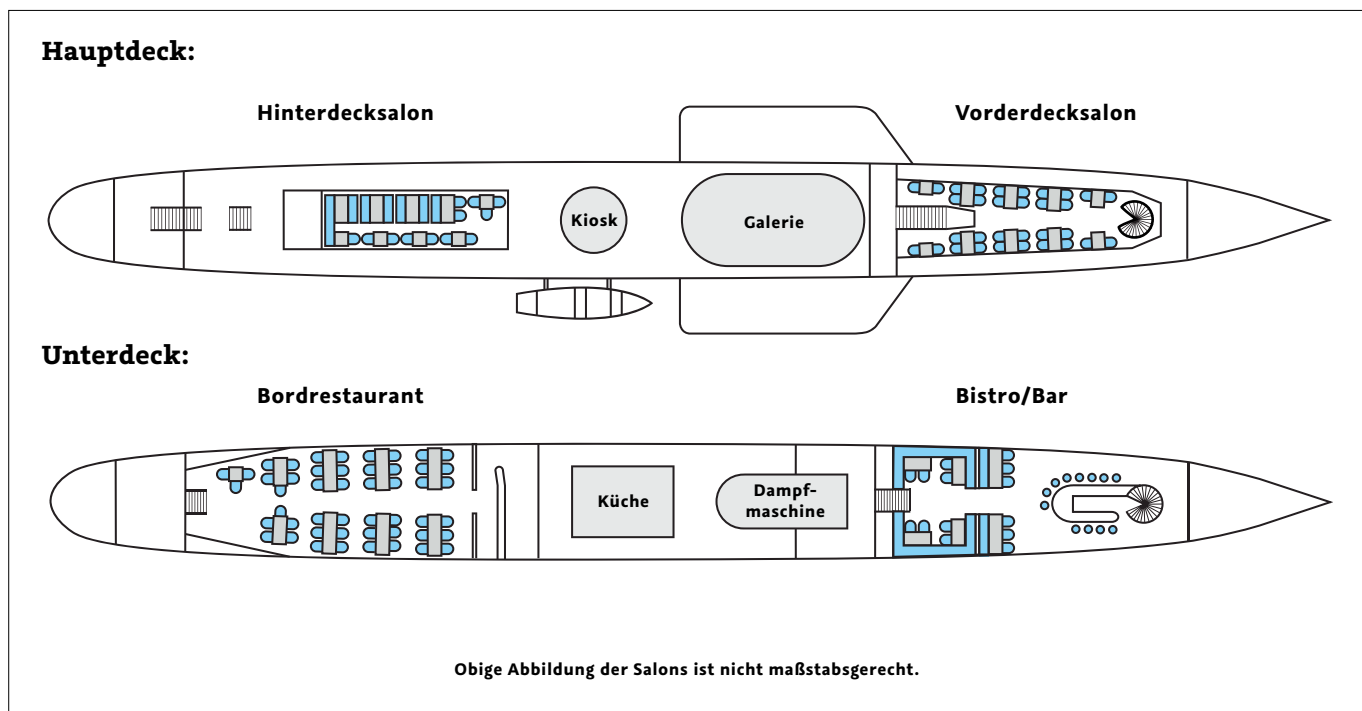 Hauptdeck:
Hinterdecksalon
Vorderdecksalon
Kiosk
Galerie
Unterdeck:
Bordrestaurant
Bistro/Bar
Küche
Dampf-
maschine
Obige Abbildung der Salons ist nicht maßstabsgerecht.